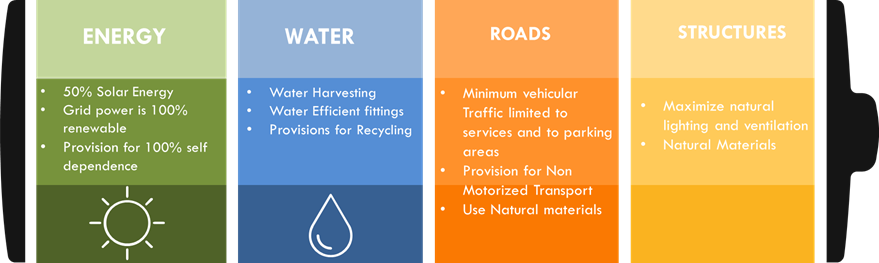 ENERGY
• 50% Solar Energy
• Grid power is 100%
renewable
• Provision for 100% self
dependence
WATER
• Water Harvesting
• Water Efficient fittings
• Provisions for Recycling
ROADS
• Minimum vehicular
Traffic limited to
services and to parking
areas
• Provision for Non
Motorized Transport
• Use Natural materials
STRUCTURES
• Maximize natural
lighting and ventilation
• Natural Materials